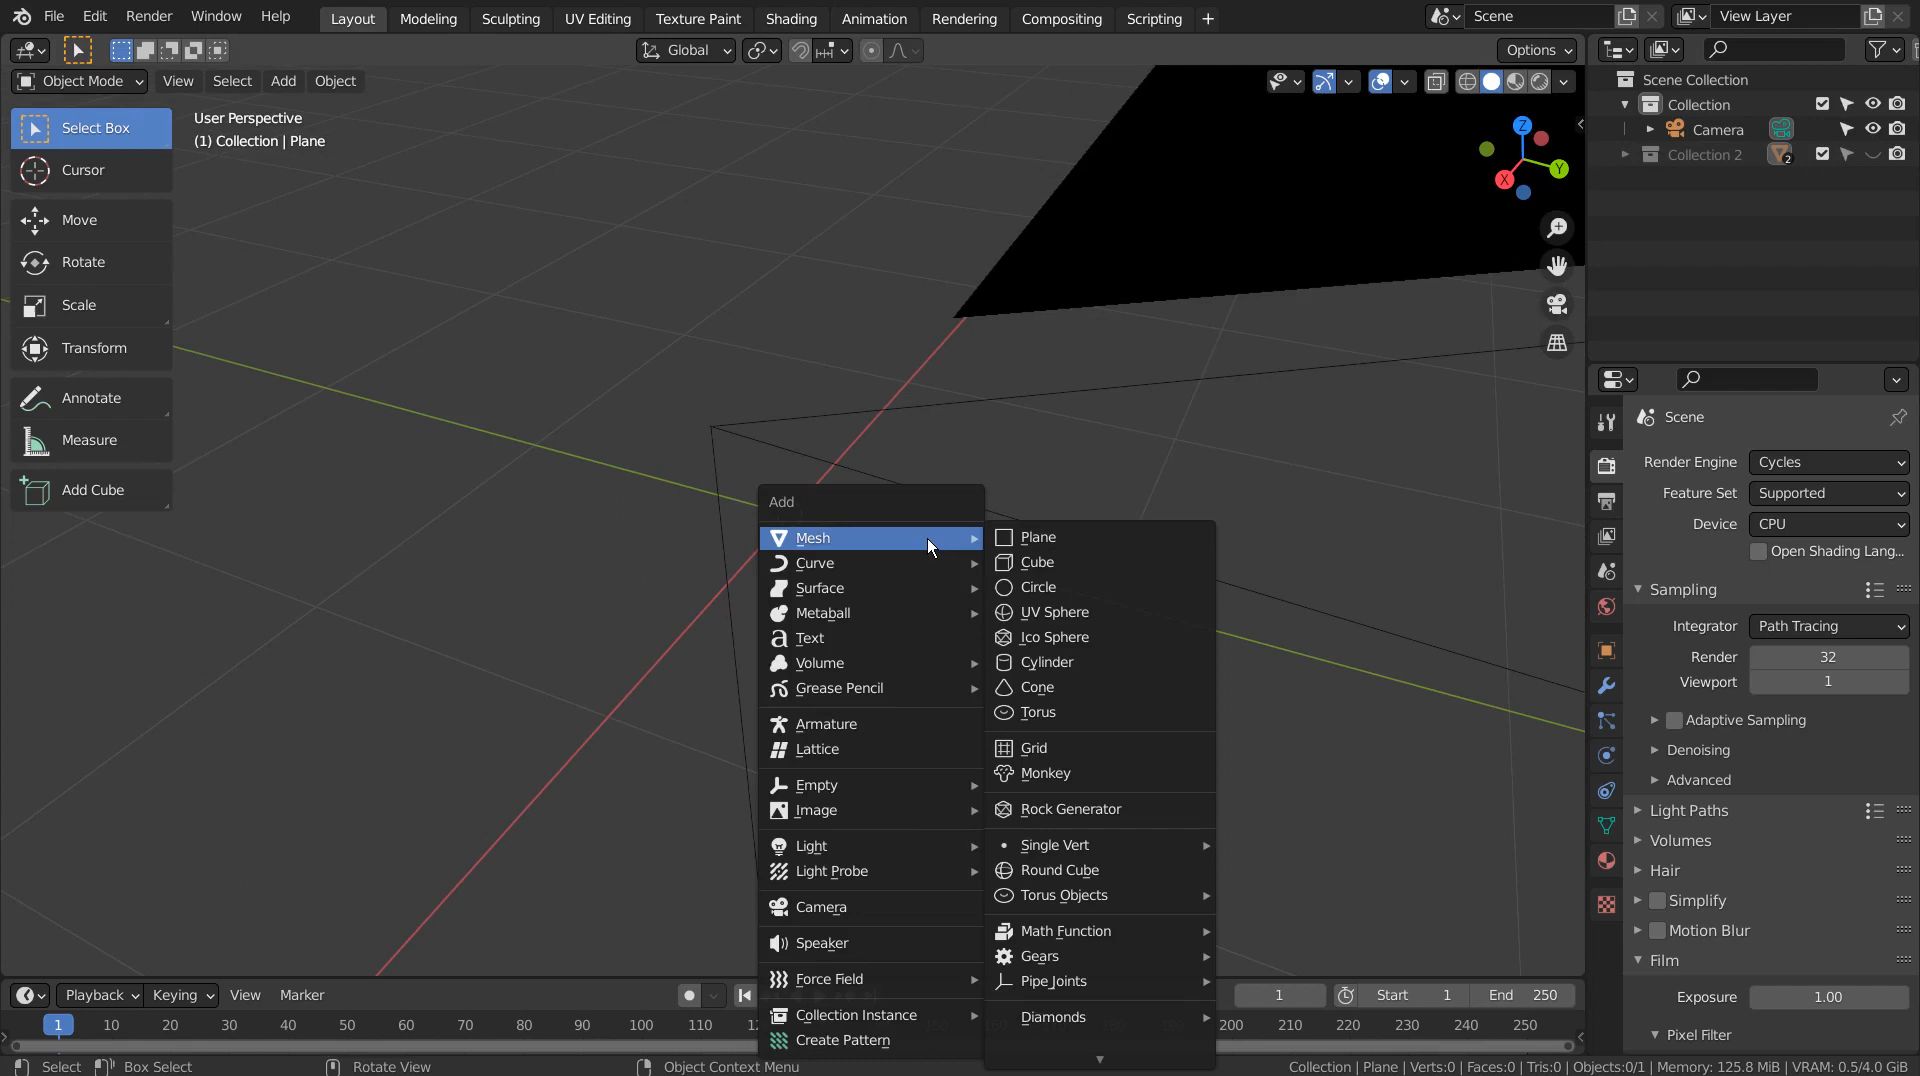 File Edit Render Window Help Layout Modeling Sculpting UV Editing Texture Paint Shading Animation Rendering Compositing Scripting + Scene View Layer
Global Options
Object Mode View Select Add Object
User Perspective
(1) Collection | Plane
Select Box
Cursor
Move
Rotate
Scale
Transform
Annotate
Measure
Add Cube
Z
Y
X
Scene Collection
Collection
Camera
Collection 2 2
Scene
Render Engine Cycles
Feature Set Supported
Device CPU
Open Shading Lang...
Sampling
Integrator Path Tracing
Render 32
Viewport 1
Adaptive Sampling
Denoising
Advanced
Light Paths
Volumes
Hair
Simplify
Motion Blur
Film
Exposure 1.00
Pixel Filter
Add
Mesh
Curve
Surface
Metaball
Text
Volume
Grease Pencil
Armature
Lattice
Empty
Image
Light
Light Probe
Camera
Speaker
Force Field
Collection Instance
Create Pattern
Plane
Cube
Circle
UV Sphere
Ico Sphere
Cylinder
Cone
Torus
Grid
Monkey
Rock Generator
Single Vert
Round Cube
Torus Objects
Math Function
Gears
Pipe Joints
Diamonds
Playback Keying View Marker 1 Start 1 End 250
1 10 20 30 40 50 60 70 80 90 100 110 200 210 220 230 240 250
Select Box Select Rotate View Object Context Menu Collection | Plane | Verts:0 | Faces:0 | Tris:0 | Objects:0/1 | Memory: 125.8 MiB | VRAM: 0.5/4.0 GiB